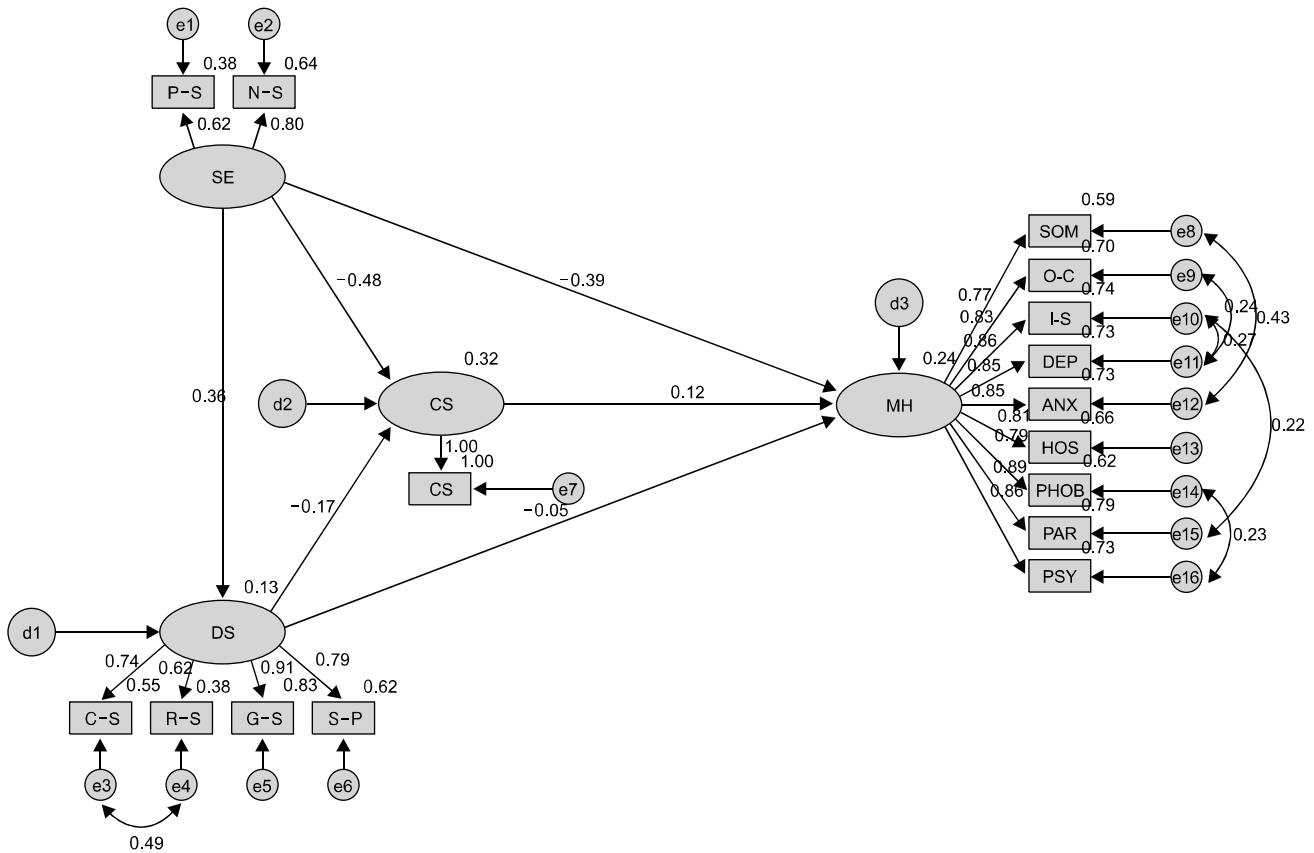 e1
e2
0.38
0.64
P–S
N–S
0.62
0.80
SE
0.59
SOM
e8
0.70
−0.48
−0.39
O-C
e9
0.74
0.77
d3
0.83
I-S
e10
0.24
0.43
0.73
0.27
0.86
0.32
0.24
0.85
DEP
e11
0.73
0.36
d2
CS
0.12
MH
0.85
ANX
e12
0.81
0.66
0.22
0.79
1.00
1.00
HOS
e13
0.62
0.89
CS
e7
0.86
PHOB
e14
−0.17
−0.05
0.79
PAR
e15
0.23
0.73
0.13
PSY
e16
d1
DS
0.74
0.62
0.91
0.79
0.55
0.38
0.83
0.62
C–S
R–S
G–S
S–P
e3
e4
e5
e6
0.49